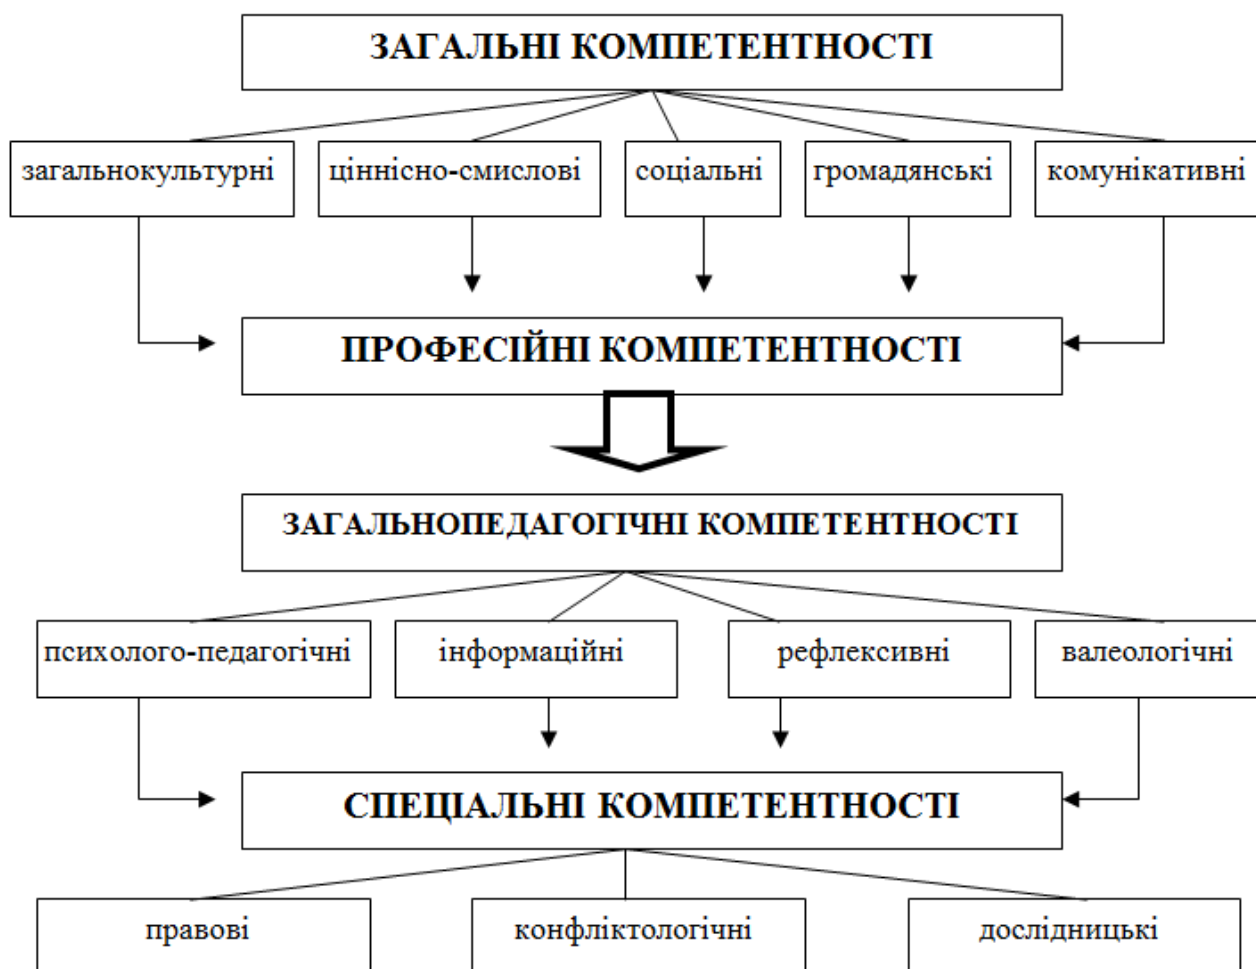 ЗАГАЛЬНІ КОМПЕТЕНТНОСТІ
загальнокультурні
ціннісно-смислові
соціальні
громадянські
комунікативні
ПРОФЕСІЙНІ КОМПЕТЕНТНОСТІ
ЗАГАЛЬНОПЕДАГОГІЧНІ КОМПЕТЕНТНОСТІ
психолого-педагогічні
інформаційні
рефлексивні
валеологічні
СПЕЦІАЛЬНІ КОМПЕТЕНТНОСТІ
правові
конфліктологічні
дослідницькі